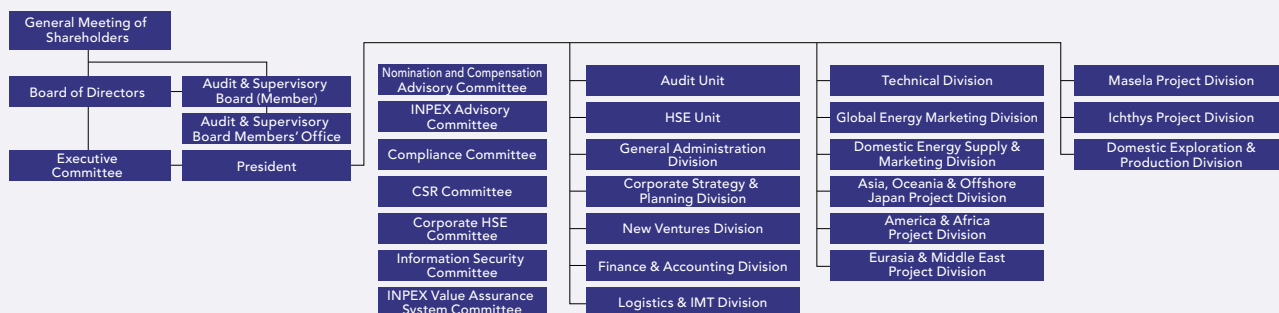 General Meeting of
Shareholders
Board of Directors
Audit & Supervisory
Board (Member)
Audit & Supervisory
Board Members' Office
Executive
Committee
President
Nomination and Compensation
Advisory Committee
INPEX Advisory
Committee
Compliance Committee
CSR Committee
Corporate HSE
Committee
Information Security
Committee
INPEX Value Assurance
System Committee
Audit Unit
HSE Unit
General Administration
Division
Corporate Strategy &
Planning Division
New Ventures Division
Finance & Accounting Division
Logistics & IMT Division
Technical Division
Global Energy Marketing Division
Domestic Energy Supply &
Marketing Division
Asia, Oceania & Offshore
Japan Project Division
America & Africa
Project Division
Eurasia & Middle East
Project Division
Masela Project Division
Ichthys Project Division
Domestic Exploration &
Production Division